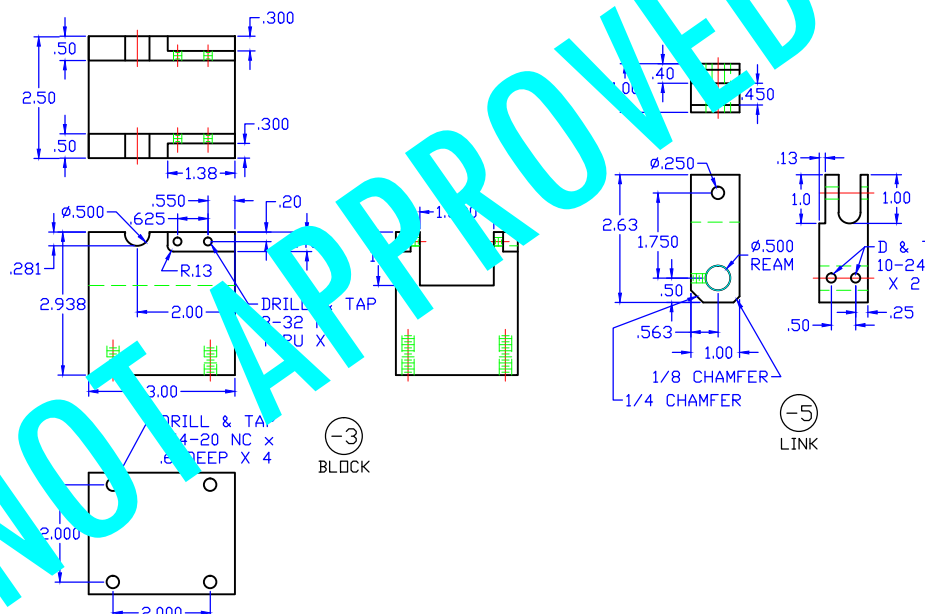 .300
.50
2.50
.50
.300
1.38
.550
.625
Ø.500
.20
.281
R.13
2.938
2.00
DRILL & TAP
3.00
DRILL &
DEEP X 4
-3
BLOCK
2.000
2.000
.40
.450
Ø.250
.13
1.0
1.00
2.63
1.750
Ø.500
REAM
D &
10-24
X 2
.50
.563
.50
.25
1.00
1/8 CHAMFER
1/4 CHAMFER
-5
LINK
NOT APPROVED